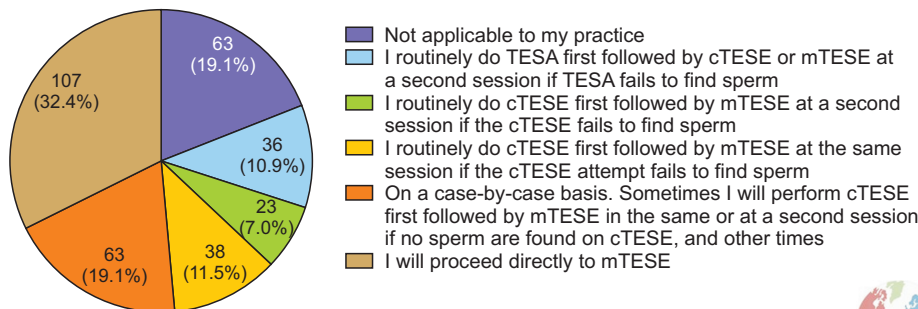 63
(19.1%)
36
(10.9%)
23
(7.0%)
38
(11.5%)
63
(19.1%)
107
(32.4%)
Not applicable to my practice
I routinely do TESA first followed by cTESE or mTESE at
a second session if TESA fails to find sperm
I routinely do cTESE first followed by mTESE at a second
session if the cTESE fails to find sperm
I routinely do cTESE first followed by mTESE at the same
session if the cTESE attempt fails to find sperm
On a case-by-case basis. Sometimes I will perform cTESE
first followed by mTESE in the same or at a second session
if no sperm are found on cTESE, and other times
I will proceed directly to mTESE